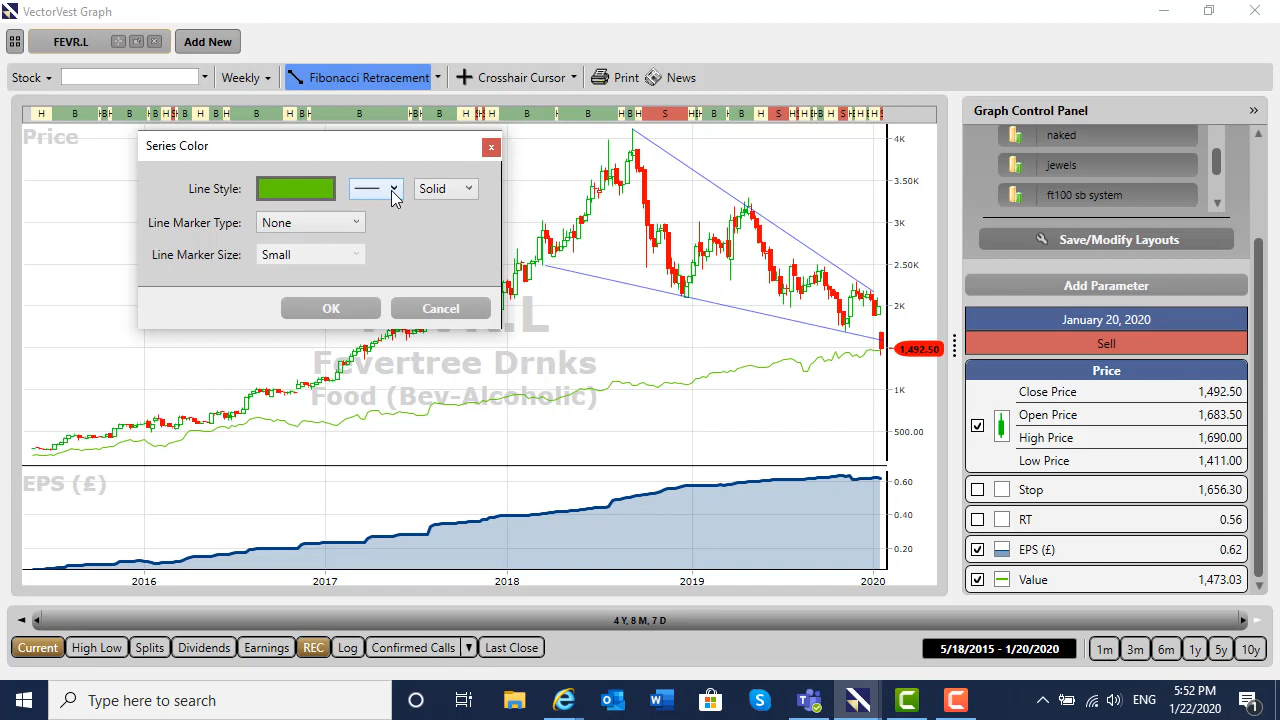 VectorVest Graph
FEVR.L
Add New
Stock
Weekly
Fibonacci Retracement
Crosshair Cursor
Print
News
H B B H B H B H S H B H B H B H B H B H S H B H B H B S H B B H S H B S H H H
Price
Series Color
Line Style:
Solid
Line Marker Type:
None
Line Marker Size:
Small
OK
Cancel
4K
3.50K
3K
2.50K
2K
1,492.50
1K
500.00
Fevertree Drnks
Food (Bev-Alcoholic)
EPS (£)
0.60
0.40
0.20
2016 2017 2018 2019 2020
4 Y, 8 M, 7 D
Current
High Low
Splits
Dividends
Earnings
REC
Log
Confirmed Calls
Last Close
5/18/2015 - 1/20/2020
1m
3m
6m
1y
5y
10y
Graph Control Panel
naked
jewels
ft100 sb system
Save/Modify Layouts
Add Parameter
January 20, 2020
Sell
Price
Close Price 1,492.50
Open Price 1,683.50
High Price 1,690.00
Low Price 1,411.00
Stop 1,656.30
RT 0.56
EPS (£) 0.62
Value 1,473.03
Type here to search
ENG
5:52 PM
1/22/2020
1